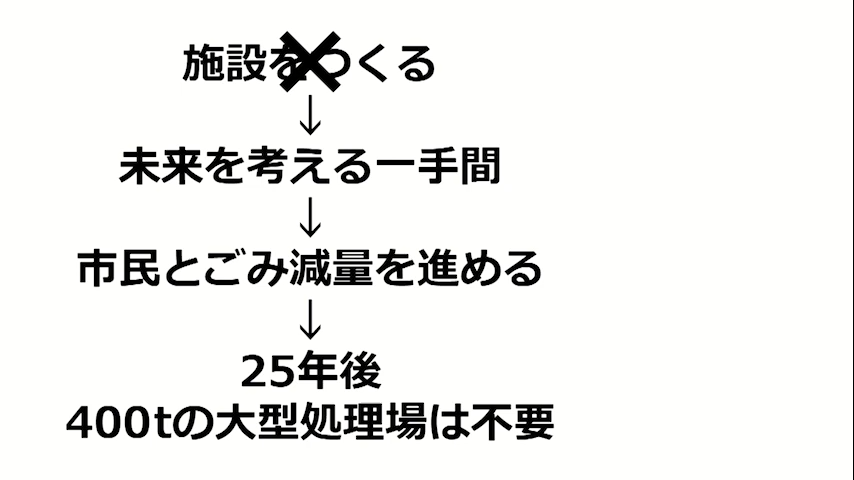 施設をつくる
↓
未来を考える一手間
↓
市民とごみ減量を進める
↓
25年後
400tの大型処理場は不要